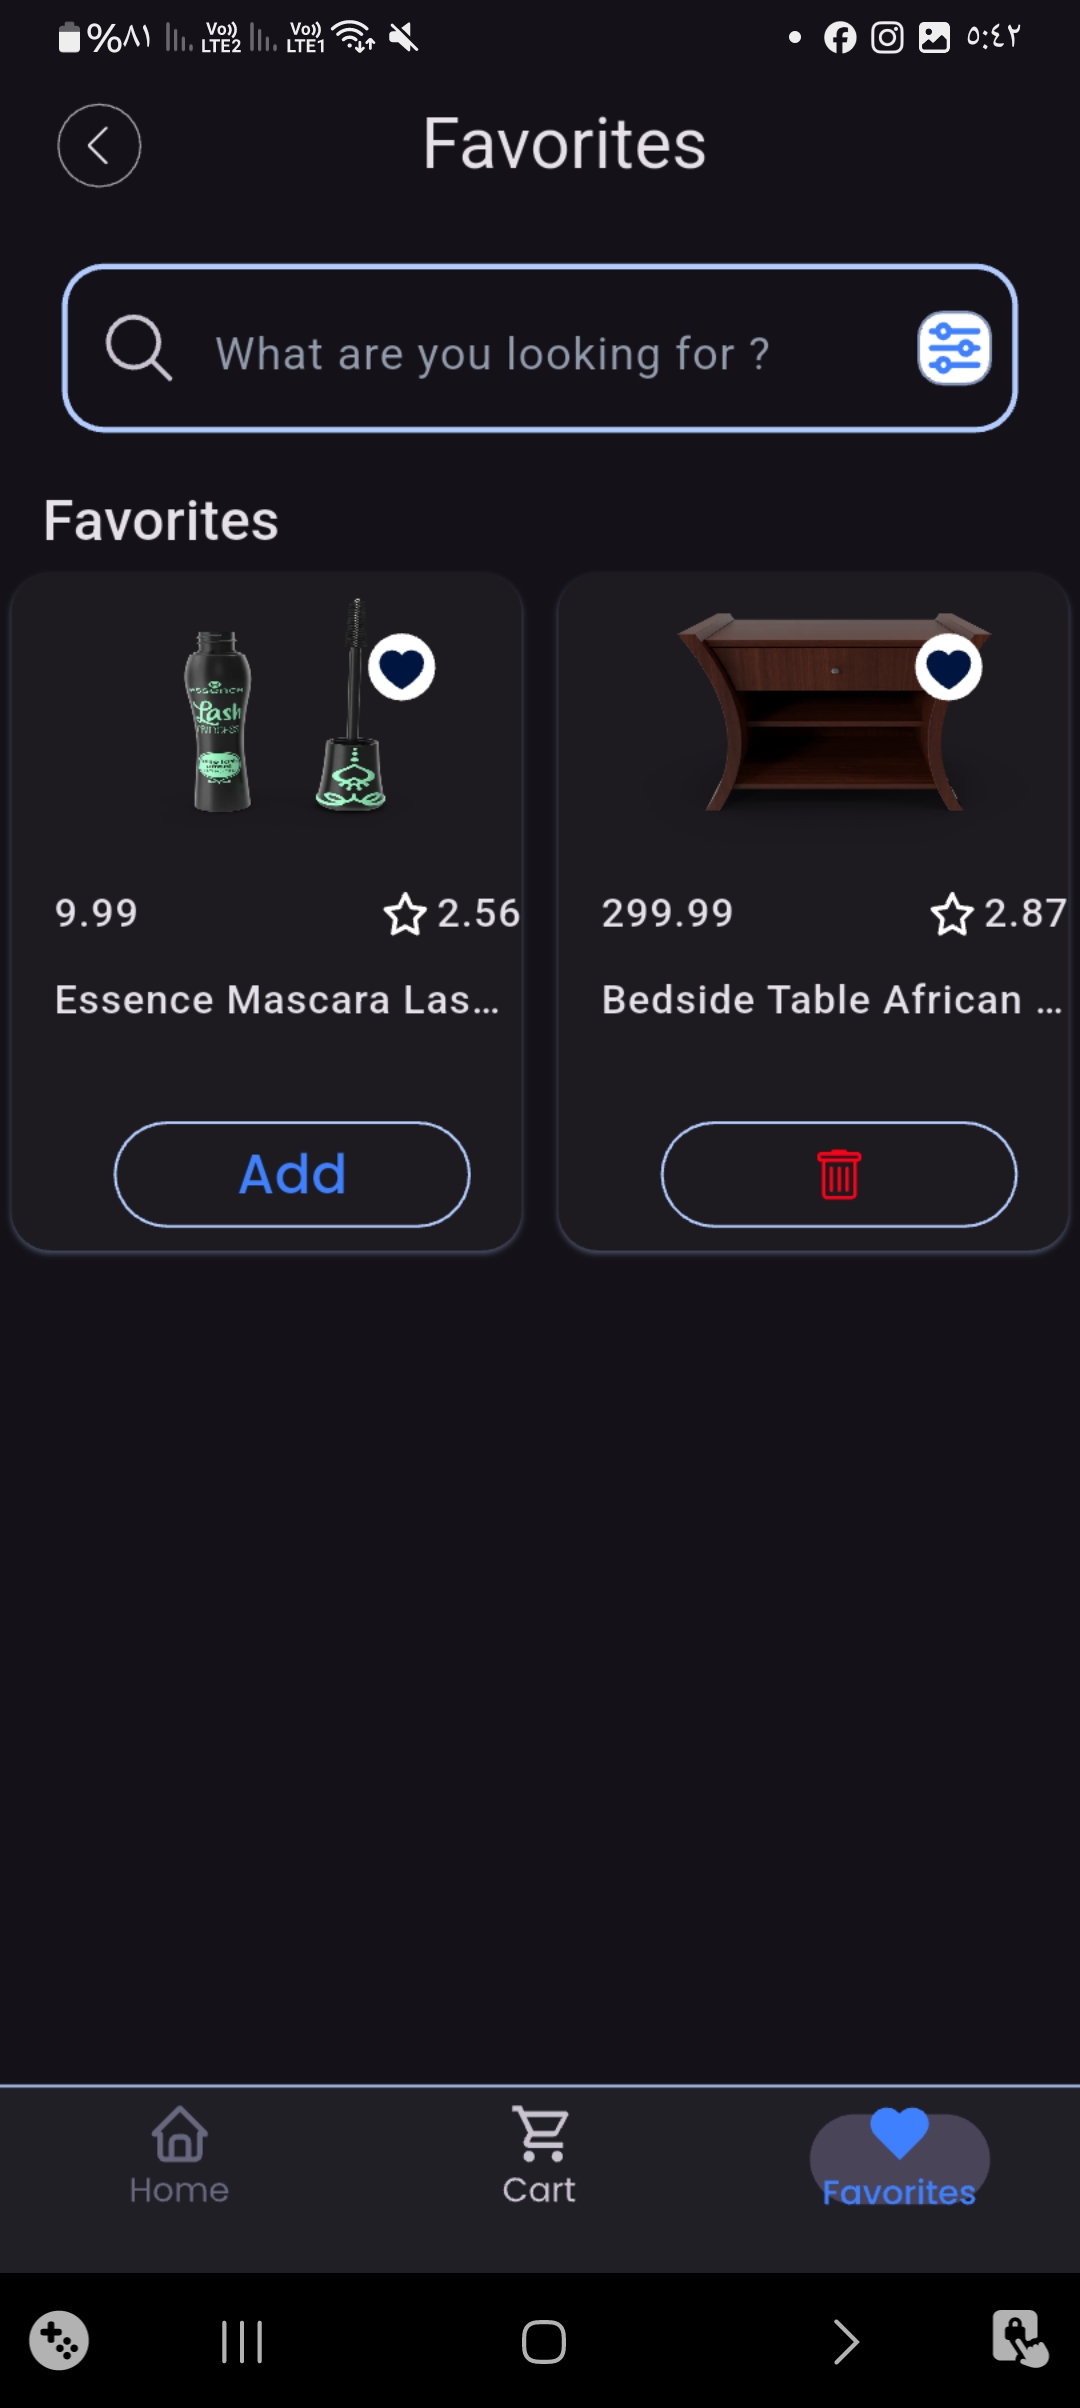 %٨١ Vo)) LTE2 Vo)) LTE1 ٥:٤٢
Favorites
What are you looking for ?
Favorites
essence
Lash
PRINCESS
9.99 2.56
299.99 2.87
Essence Mascara Las...
Bedside Table African ...
Add
Home
Cart
Favorites